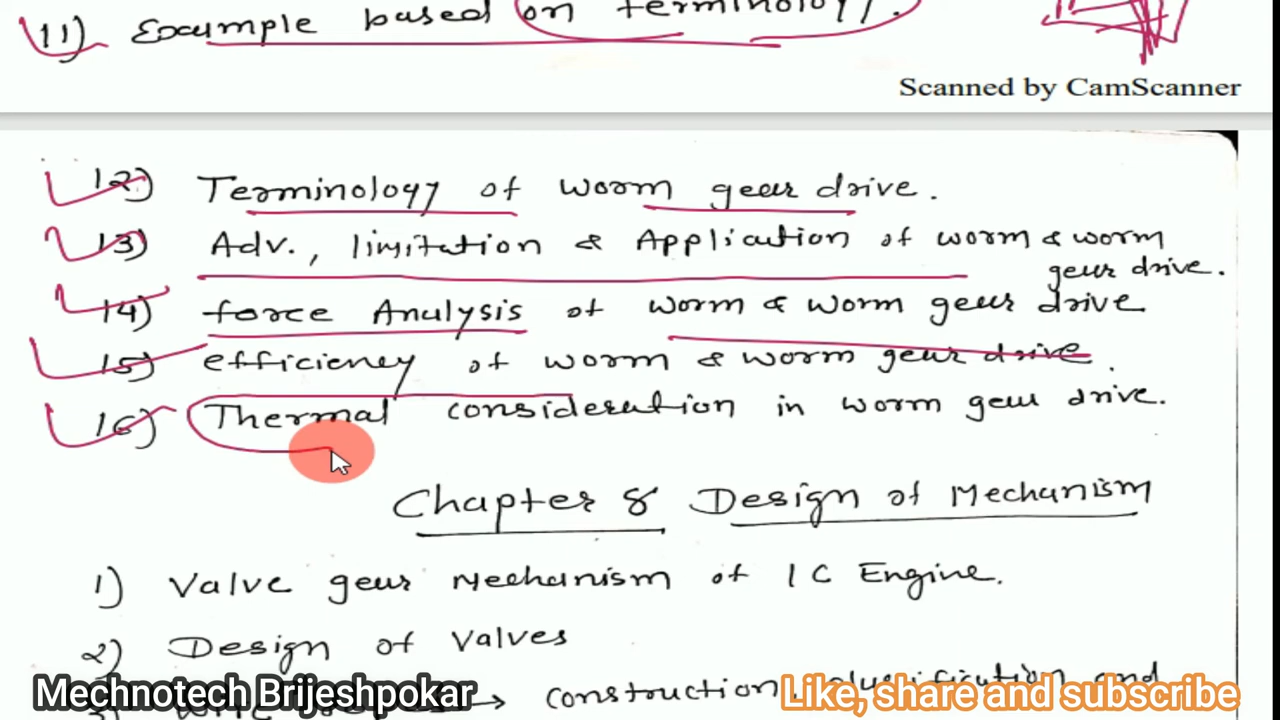 11) Example based on terminology.
Scanned by CamScanner
12) Terminology of worm gear drive.
13) Adv., limitation & Application of worm & worm
gear drive.
14) force Analysis of worm & worm gear drive
15) efficieney of worm & worm gear drive.
16) Thermal consideration in worm gear drive.
Chapter 8 Design of Mechanism
1) Valve gear Mechanism of I C Engine.
2) Design of Valves
construction, classification and
Mechnotech Brijeshpokar
Like, share and subscribe